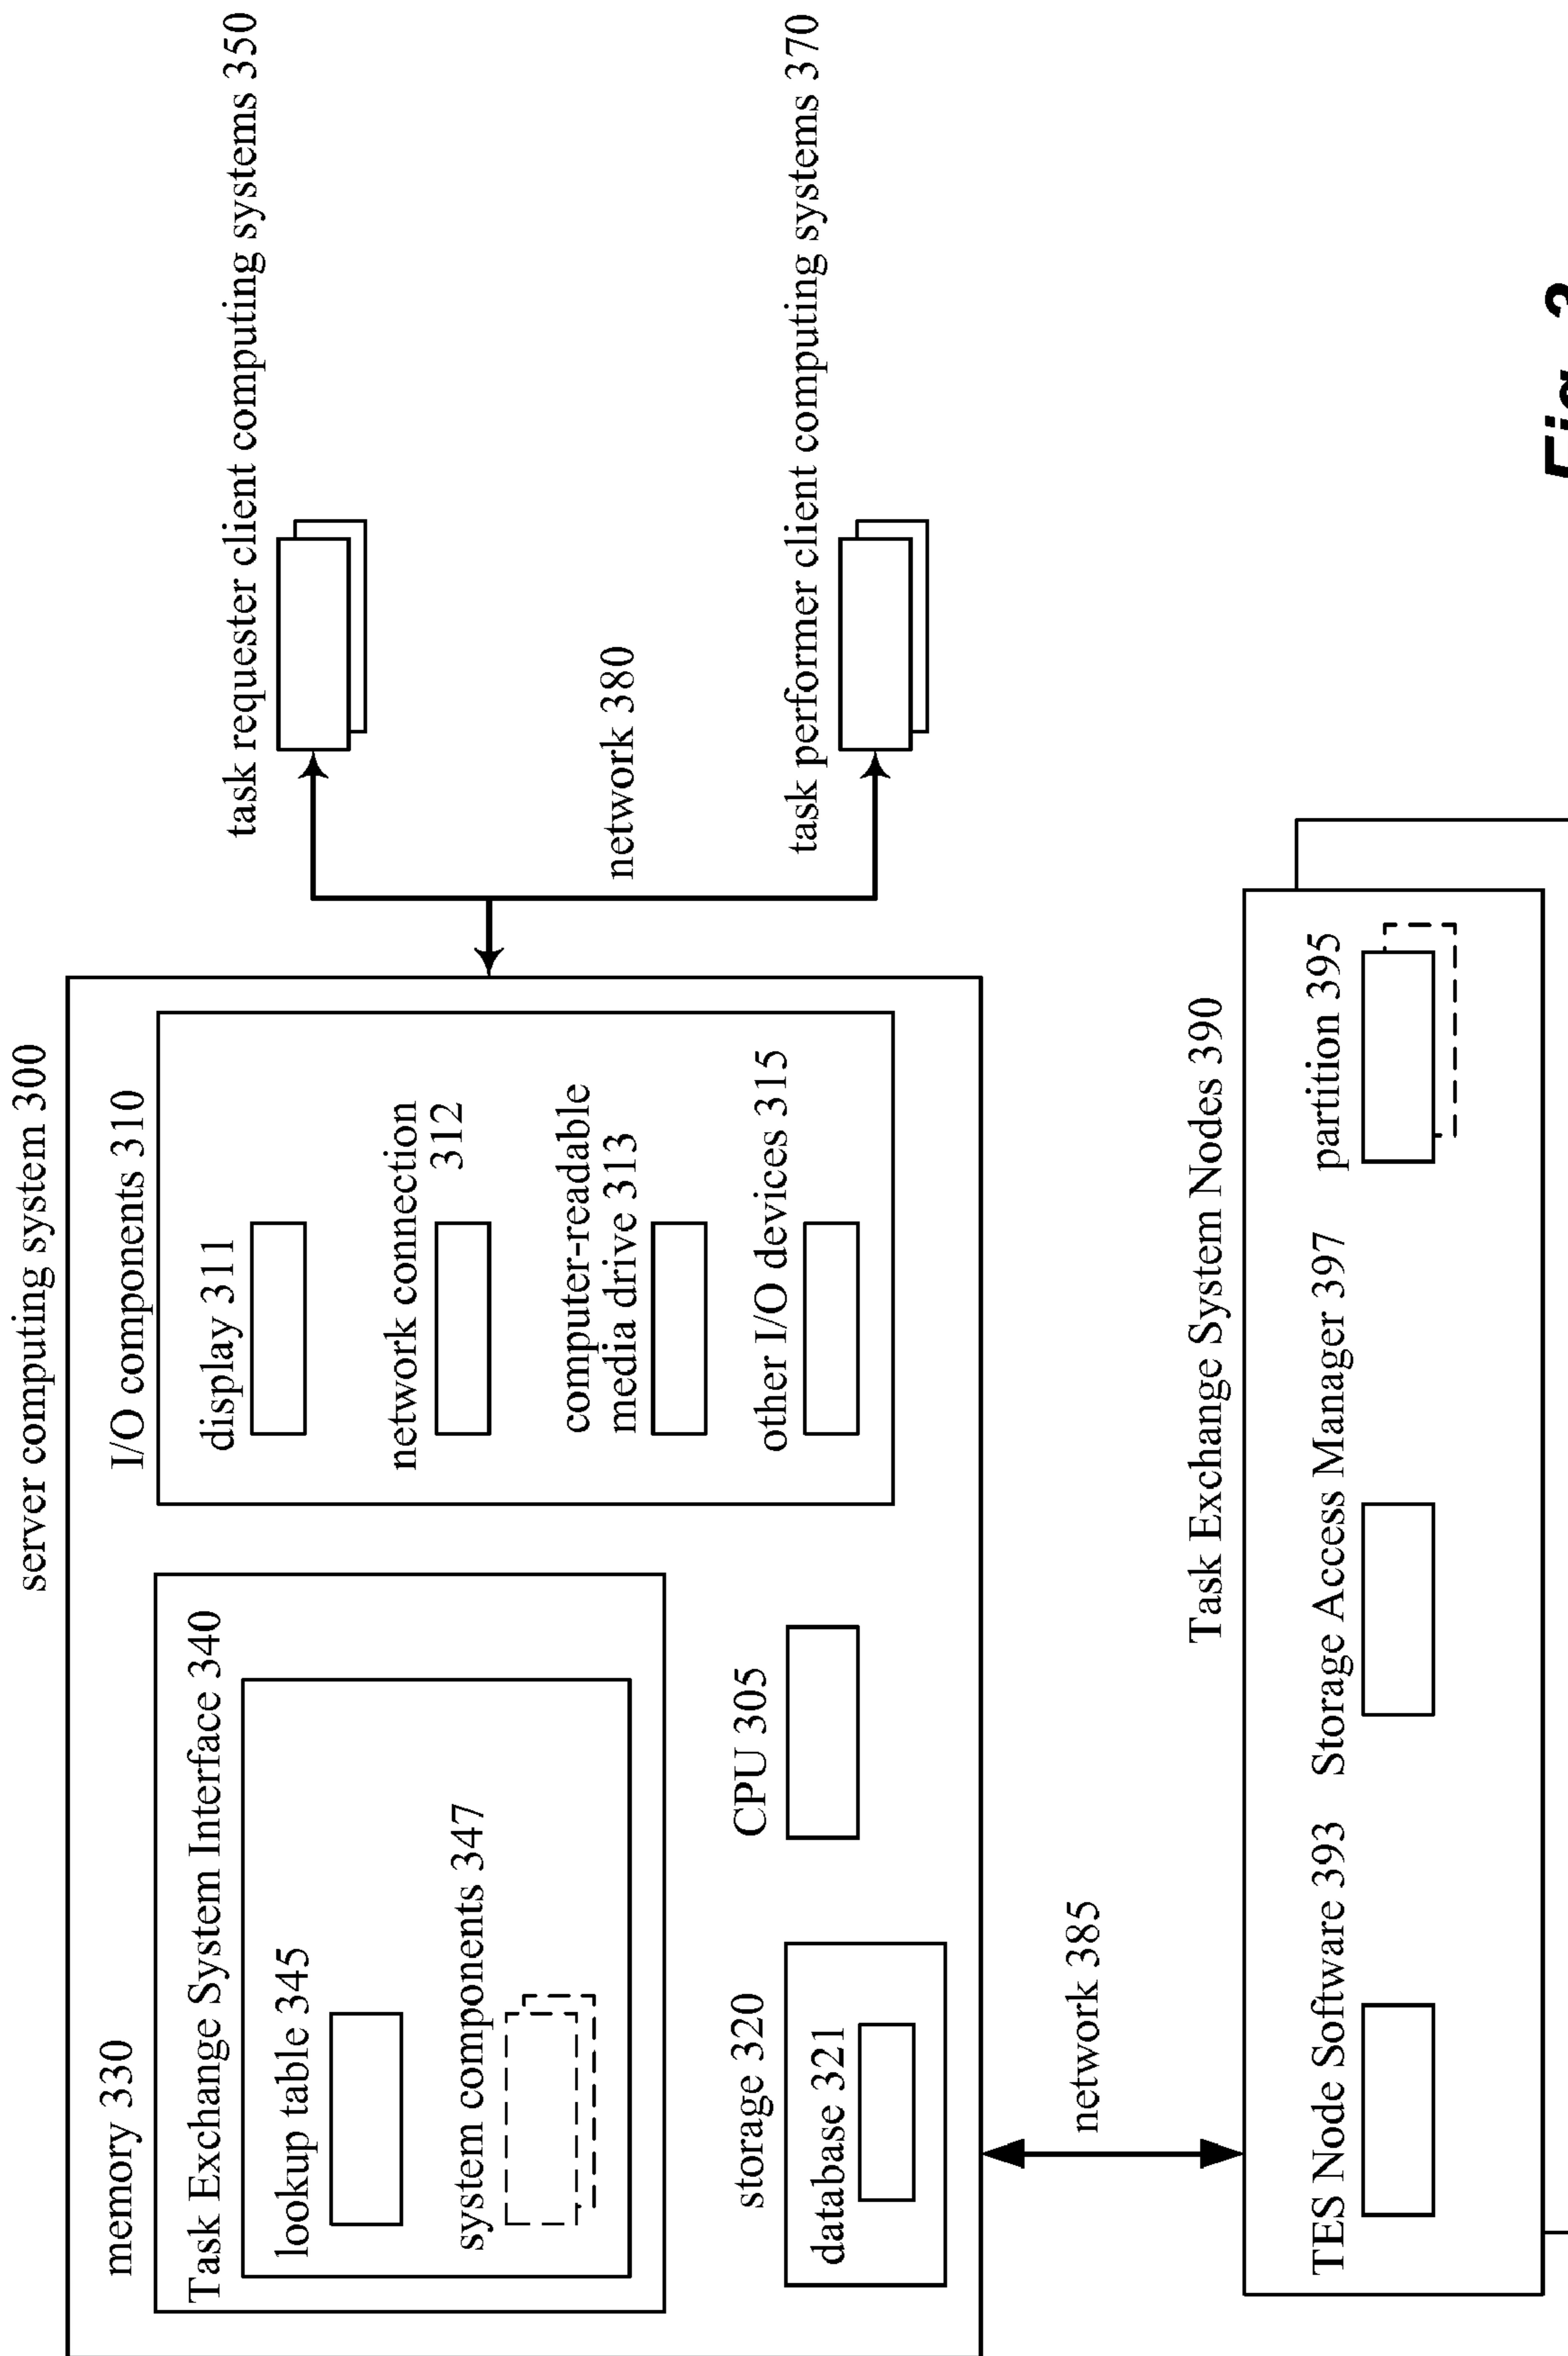 server computing system 300
memory 330
Task Exchange System Interface 340
lookup table 345
system components 347
I/O components 310
display 311
network connection
312
computer-readable
media drive 313
other I/O devices 315
storage 320
database 321
CPU 305
task requester client computing systems 350
network 380
task performer client computing systems 370
network 385
Task Exchange System Nodes 390
TES Node Software 393
Storage Access Manager 397
partition 395
Fig. 3